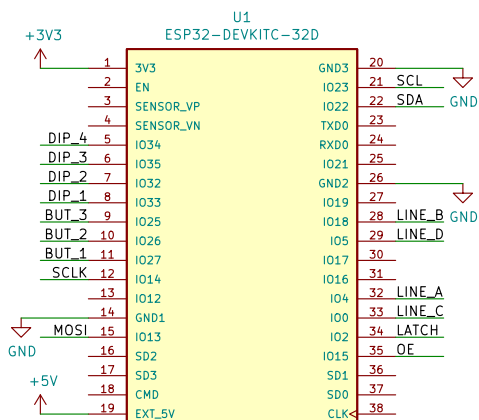 U1
ESP32-DEVKITC-32D
+3V3
1 3V3 GND3 20
GND
2 EN IO23 21 SCL
3 SENSOR_VP IO22 22 SDA
4 SENSOR_VN TXD0 23
DIP_4 5 IO34 RXD0 24
DIP_3 6 IO35 IO21 25
DIP_2 7 IO32 GND2 26
GND
DIP_1 8 IO33 IO19 27
BUT_3 9 IO25 IO18 28 LINE_B
BUT_2 10 IO26 IO5 29 LINE_D
BUT_1 11 IO27 IO17 30
SCLK 12 IO14 IO16 31
13 IO12 IO4 32 LINE_A
14 GND1 IO0 33 LINE_C
GND
MOSI 15 IO13 IO2 34 LATCH
16 SD2 IO15 35 OE
17 SD3 SD1 36
+5V
18 CMD SD0 37
19 EXT_5V CLK 38